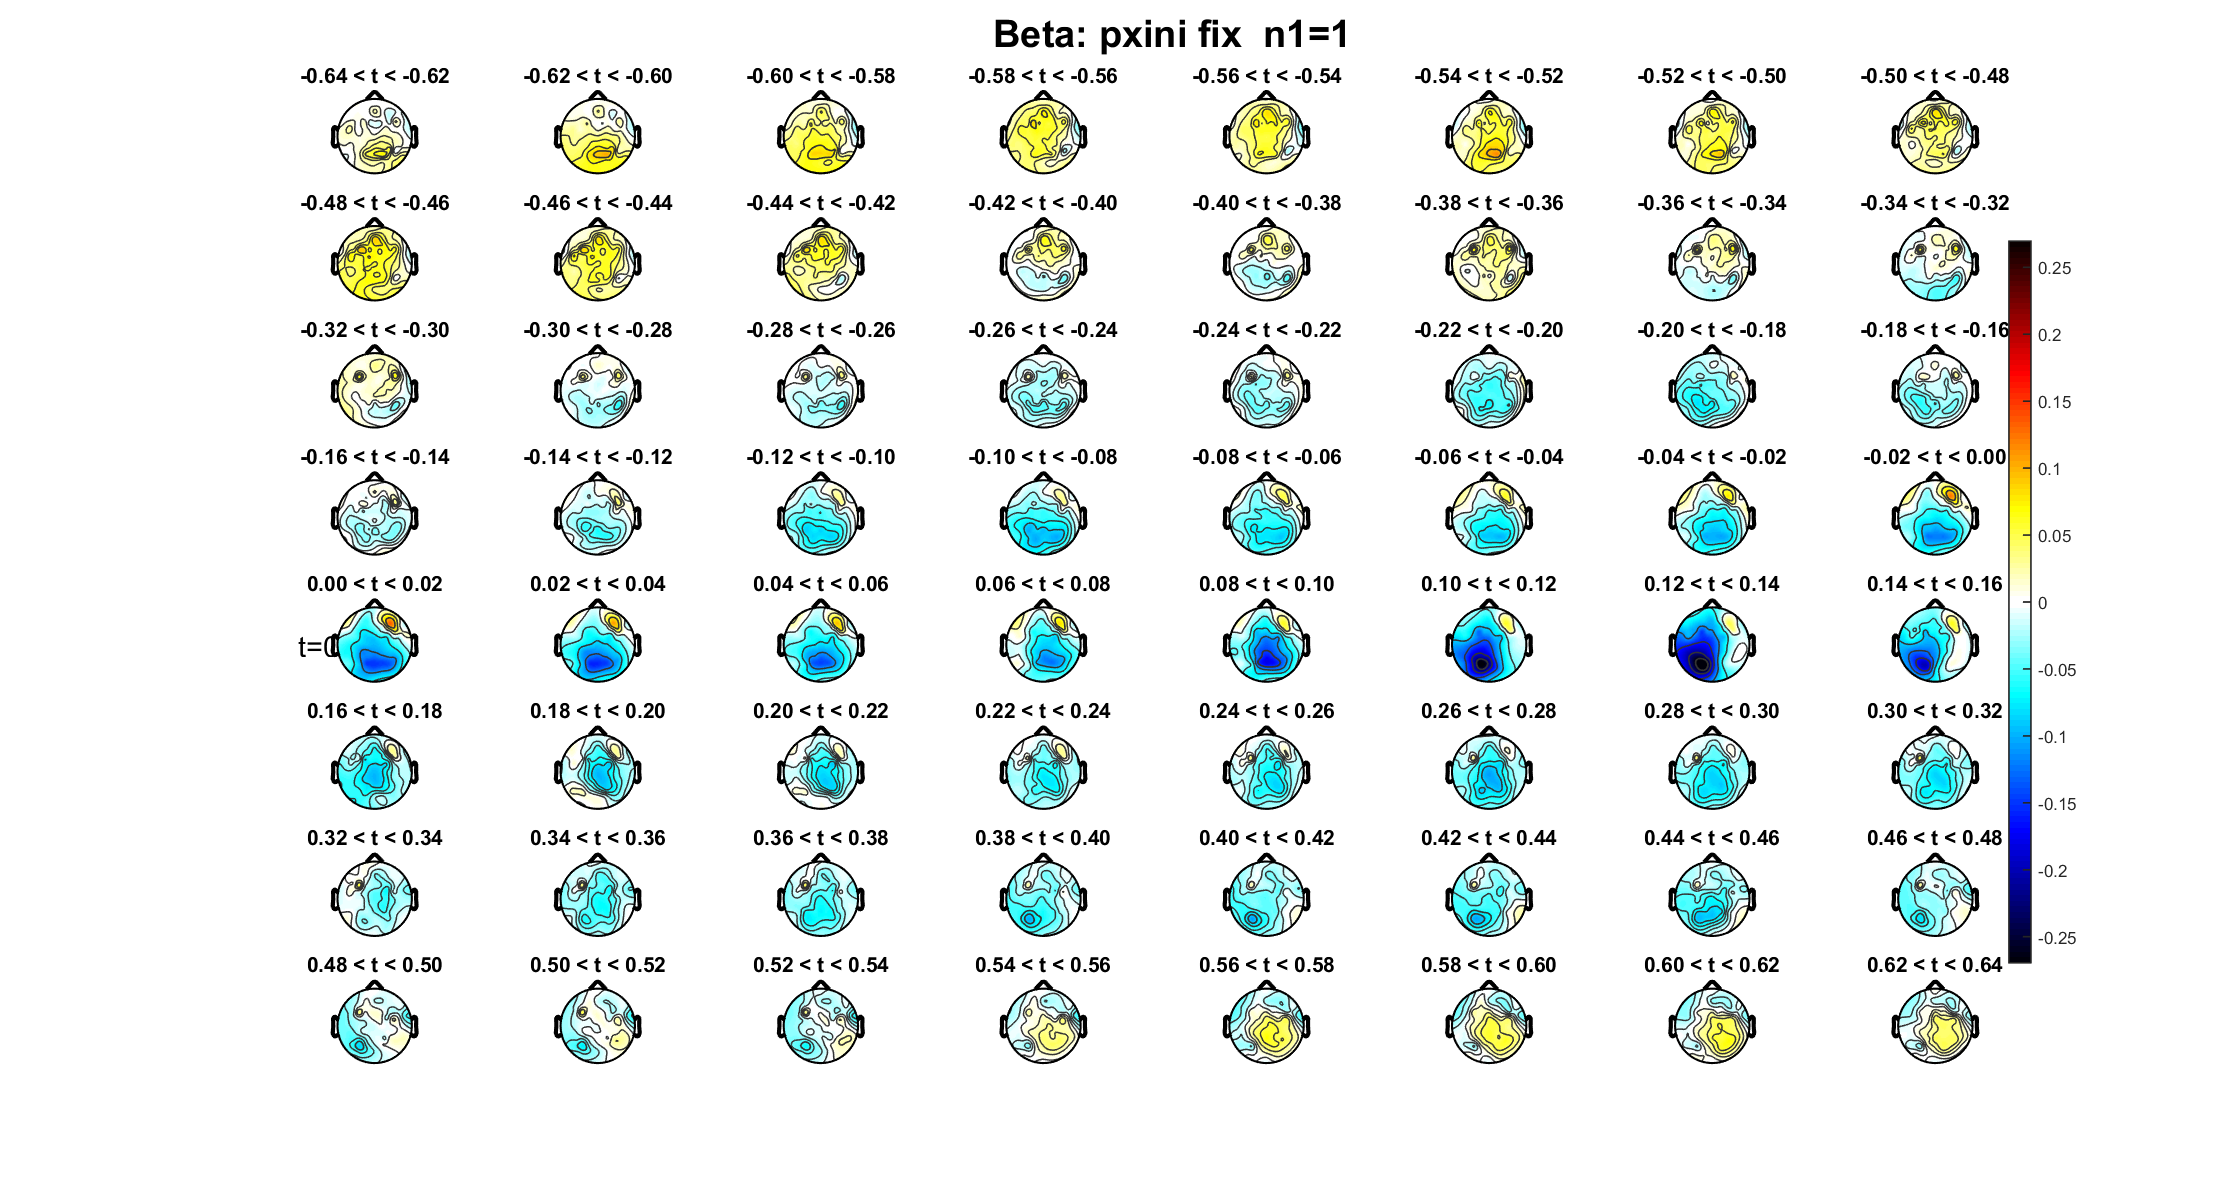 Beta: pxini fix  n1=1
-0.64 < t < -0.62
-0.62 < t < -0.60
-0.60 < t < -0.58
-0.58 < t < -0.56
-0.56 < t < -0.54
-0.54 < t < -0.52
-0.52 < t < -0.50
-0.50 < t < -0.48
-0.48 < t < -0.46
-0.46 < t < -0.44
-0.44 < t < -0.42
-0.42 < t < -0.40
-0.40 < t < -0.38
-0.38 < t < -0.36
-0.36 < t < -0.34
-0.34 < t < -0.32
-0.32 < t < -0.30
-0.30 < t < -0.28
-0.28 < t < -0.26
-0.26 < t < -0.24
-0.24 < t < -0.22
-0.22 < t < -0.20
-0.20 < t < -0.18
-0.18 < t < -0.16
-0.16 < t < -0.14
-0.14 < t < -0.12
-0.12 < t < -0.10
-0.10 < t < -0.08
-0.08 < t < -0.06
-0.06 < t < -0.04
-0.04 < t < -0.02
-0.02 < t < 0.00
0.00 < t < 0.02
0.02 < t < 0.04
0.04 < t < 0.06
0.06 < t < 0.08
0.08 < t < 0.10
0.10 < t < 0.12
0.12 < t < 0.14
0.14 < t < 0.16
t=0
0.16 < t < 0.18
0.18 < t < 0.20
0.20 < t < 0.22
0.22 < t < 0.24
0.24 < t < 0.26
0.26 < t < 0.28
0.28 < t < 0.30
0.30 < t < 0.32
0.32 < t < 0.34
0.34 < t < 0.36
0.36 < t < 0.38
0.38 < t < 0.40
0.40 < t < 0.42
0.42 < t < 0.44
0.44 < t < 0.46
0.46 < t < 0.48
0.48 < t < 0.50
0.50 < t < 0.52
0.52 < t < 0.54
0.54 < t < 0.56
0.56 < t < 0.58
0.58 < t < 0.60
0.60 < t < 0.62
0.62 < t < 0.64
0.25
0.2
0.15
0.1
0.05
0
-0.05
-0.1
-0.15
-0.2
-0.25